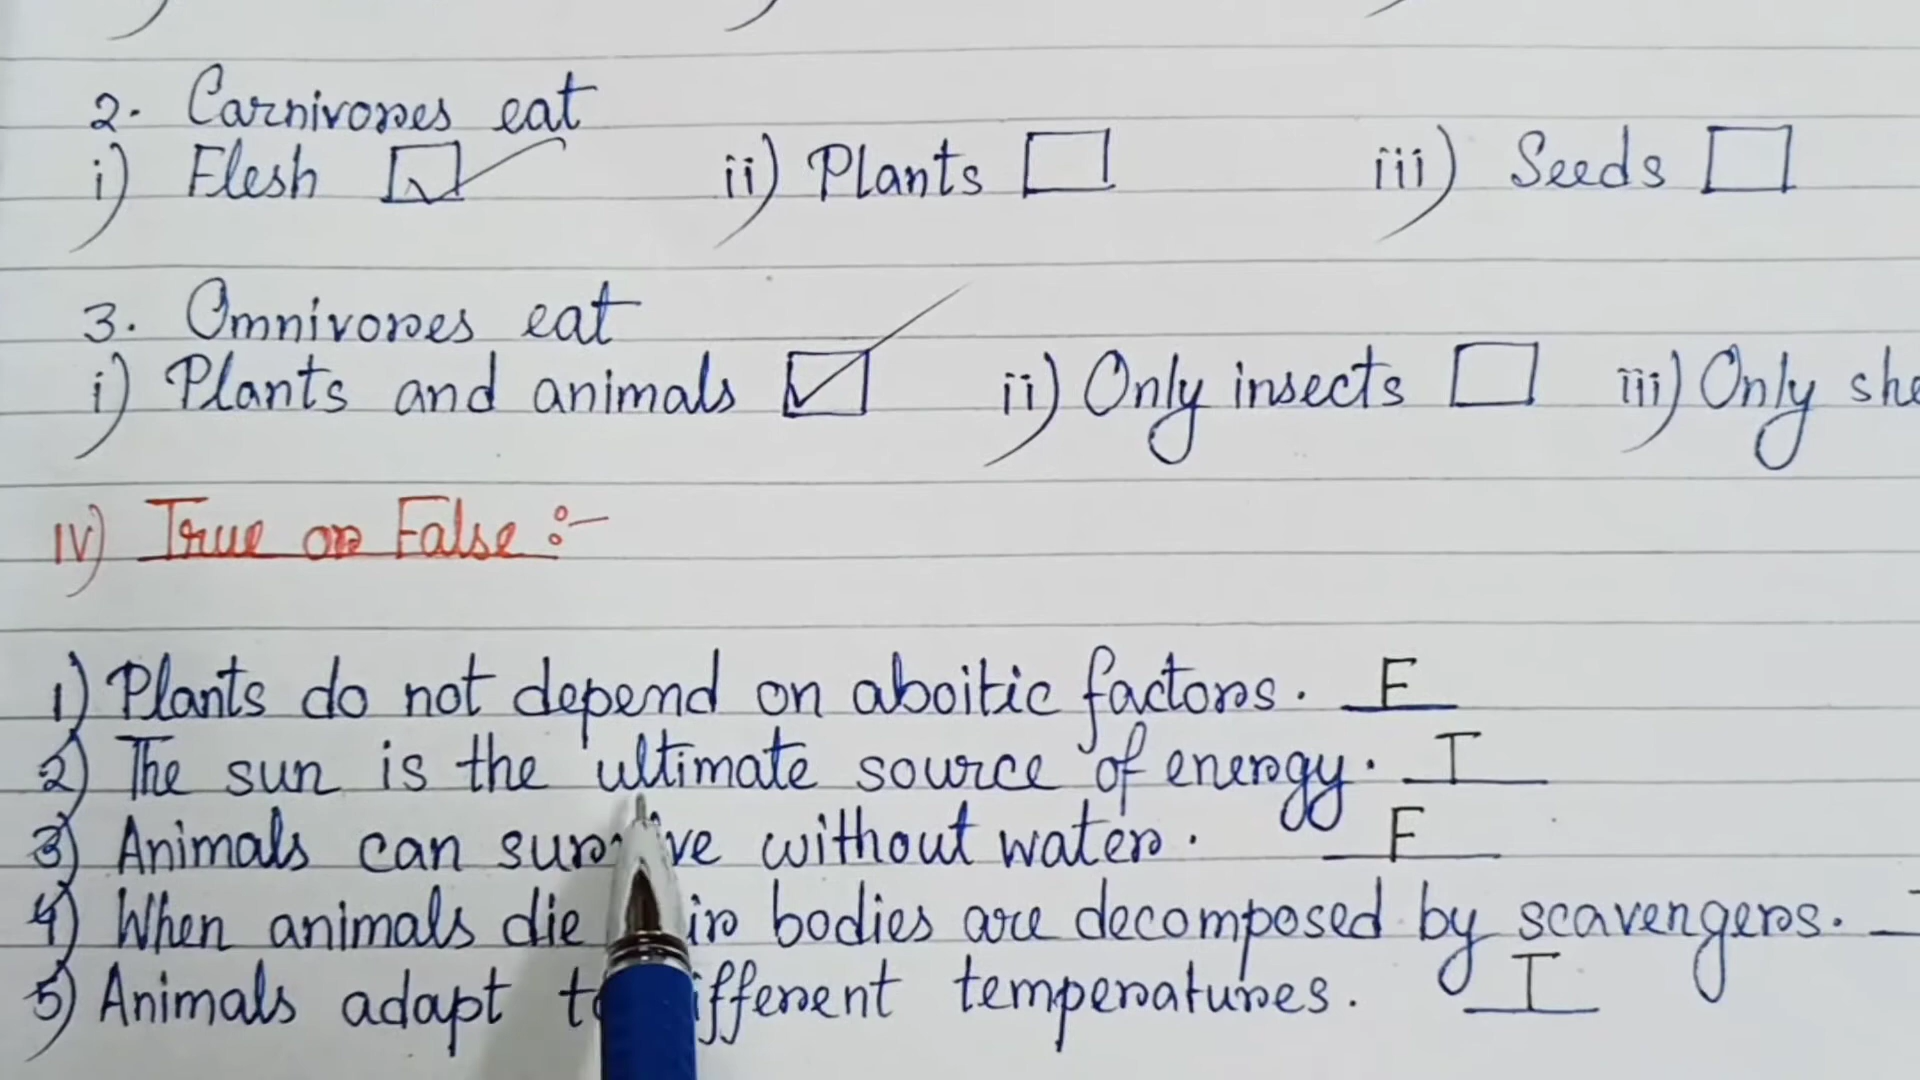 2. Carnivores eat
i) Flesh ii) Plants iii) Seeds
3. Omnivores eat
i) Plants and animals ii) Only insects iii) Only
IV) True or False :-
1) Plants do not depend on aboitic factors. F
2) The sun is the ultimate source of energy. T
3) Animals can without water. F
4) When animals die bodies are decomposed by scavengers.
5) Animals adapt temperatures. T